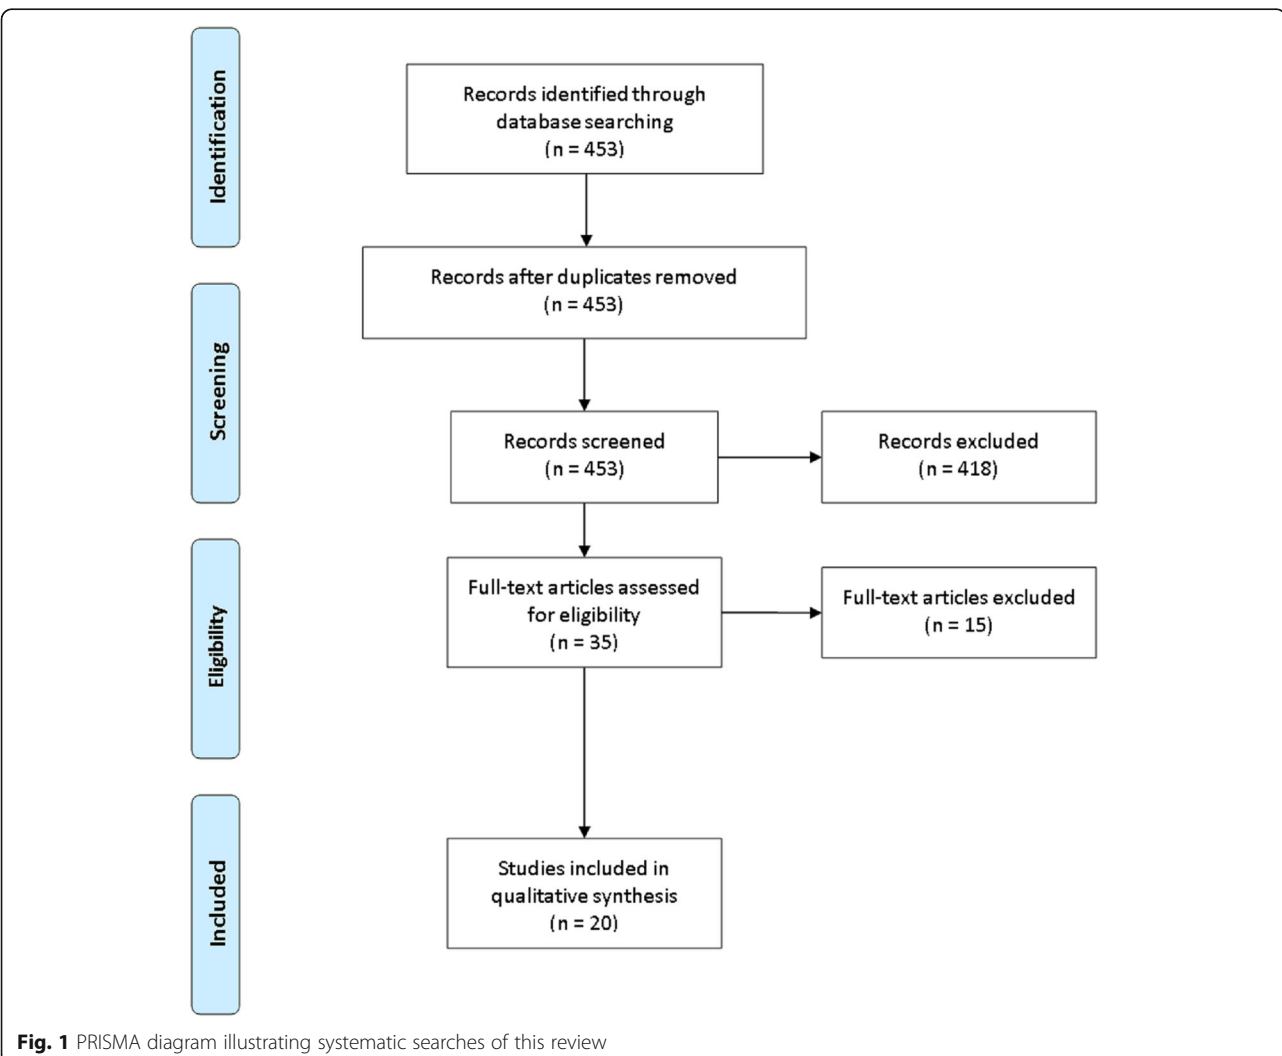 Identification
Records identified through
database searching
(n = 453)
Records after duplicates removed
(n = 453)
Screening
Records screened
(n = 453)
Records excluded
(n = 418)
Eligibility
Full-text articles assessed
for eligibility
(n = 35)
Full-text articles excluded
(n = 15)
Included
Studies included in
qualitative synthesis
(n = 20)
Fig. 1 PRISMA diagram illustrating systematic searches of this review